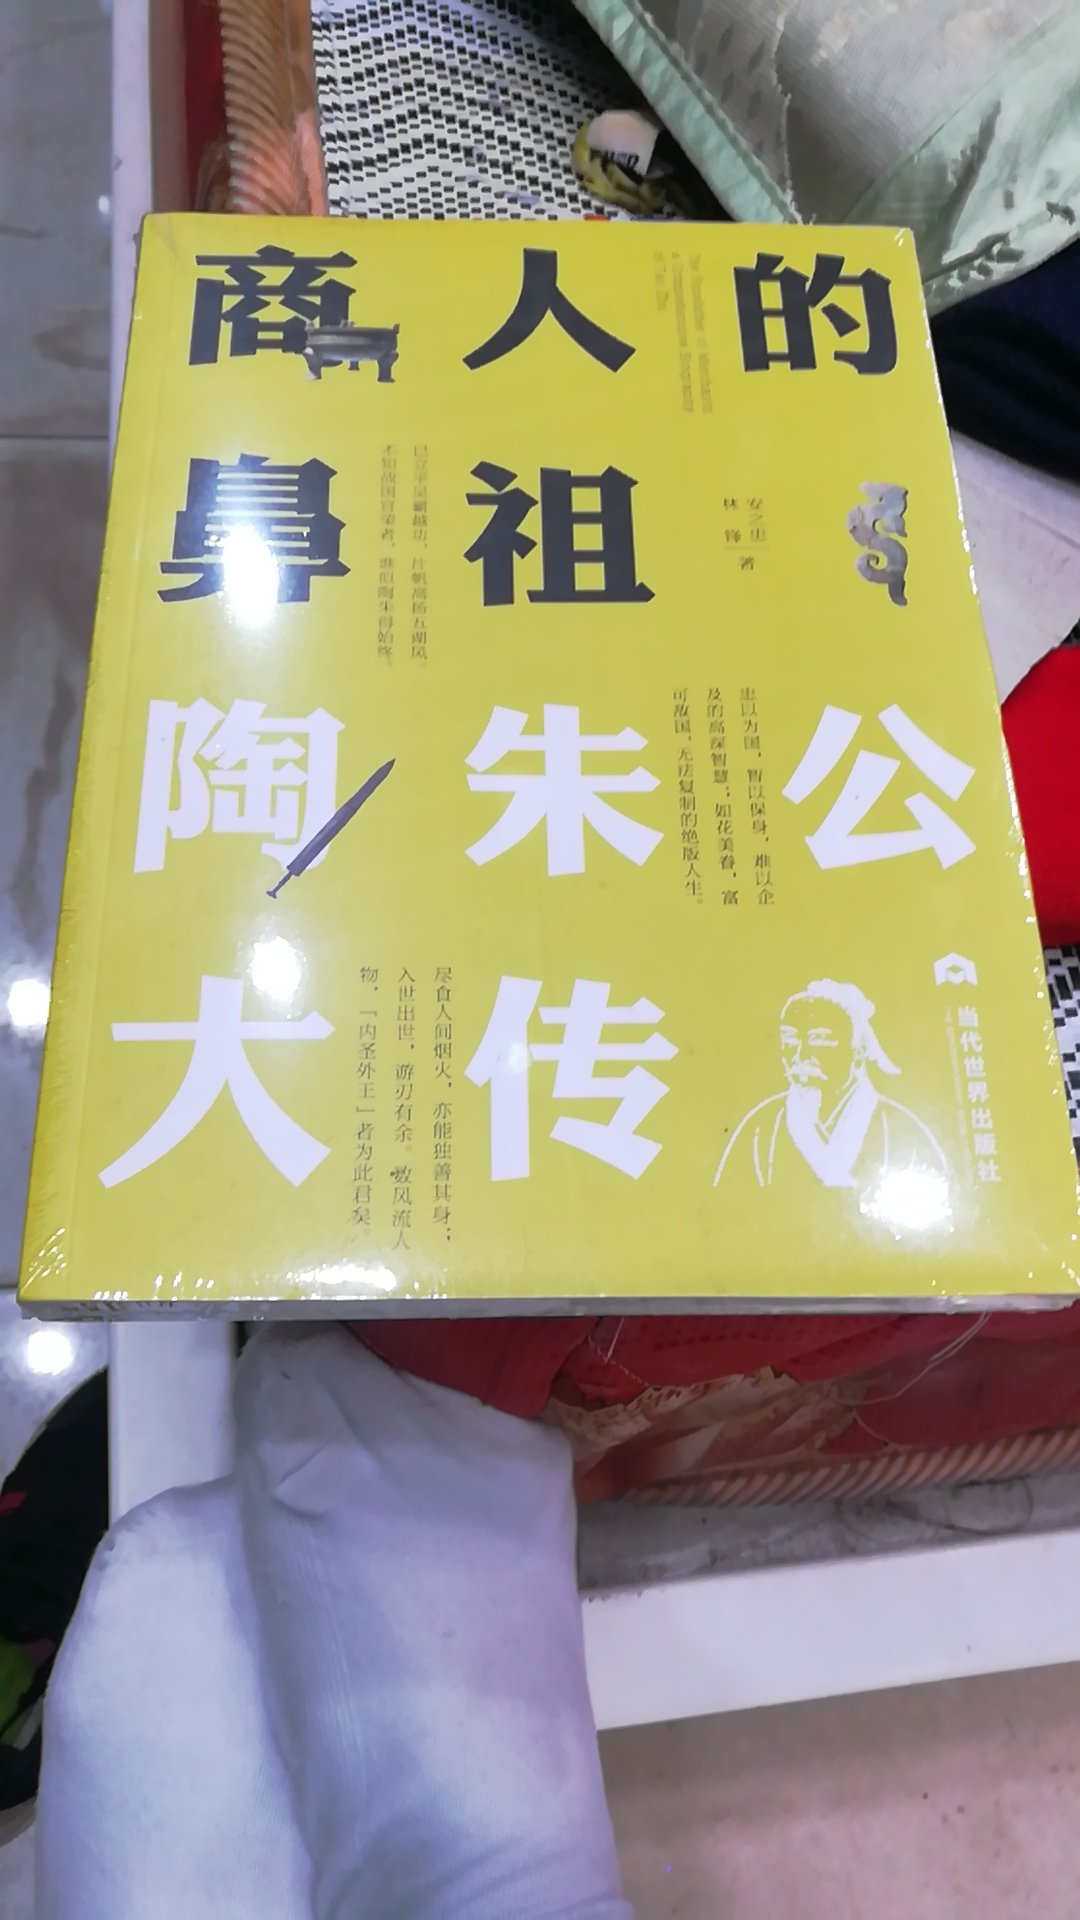 商人的
鼻祖
陶朱公
大传
安之忠
林 锋
著
已立平吴霸越功，片帆高扬五湖风。
不知战国官荣者，谁似陶朱得始终。
忠以为国，智以保身，难以企
及的高深智慧；如花美眷，富
可敌国，无法复制的绝版人生。
尽食人间烟火，亦能独善其身；
入世出世，游刃有余。数风流人
物，「内圣外王」者为此君矣。
当代世界出版社